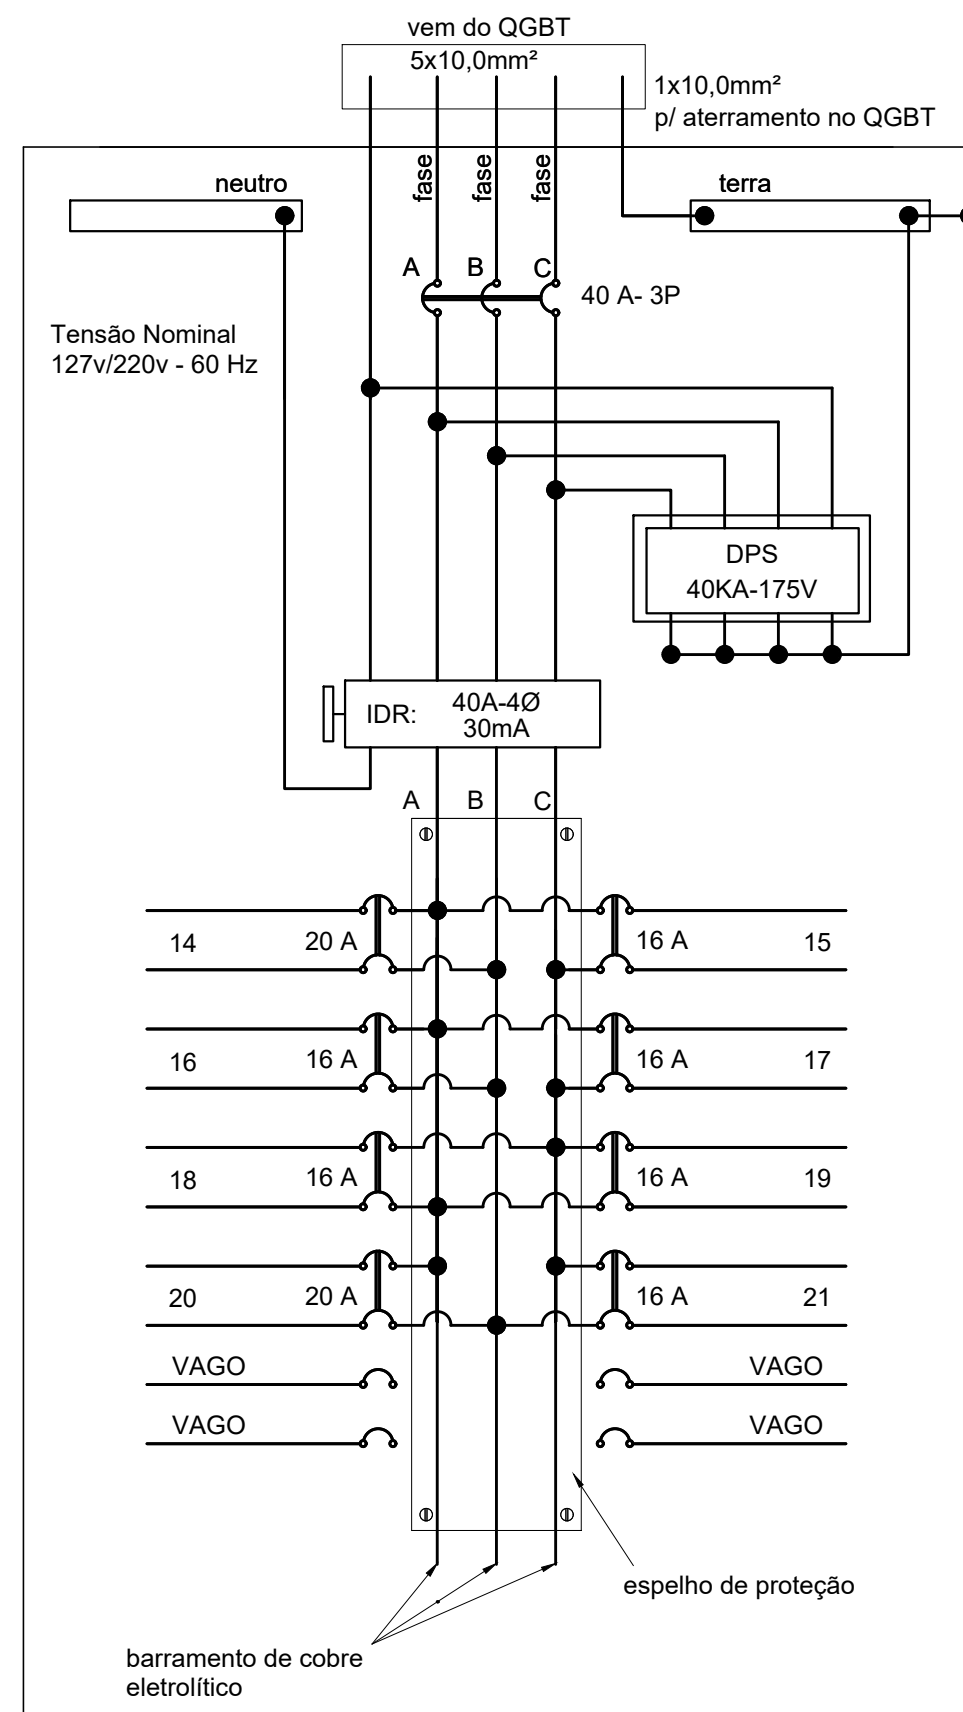 vem do QGBT
5x10,0mm²
1x10,0mm²
p/ aterramento no QGBT
neutro
fase
fase
fase
terra
A
B
C
40 A- 3P
Tensão Nominal
127v/220v - 60 Hz
DPS
40KA-175V
IDR:
40A-4Ø
30mA
A
B
C
14
20 A
16 A
15
16
16 A
16 A
17
18
16 A
16 A
19
20
20 A
16 A
21
VAGO
VAGO
VAGO
VAGO
espelho de proteção
barramento de cobre
eletrolítico